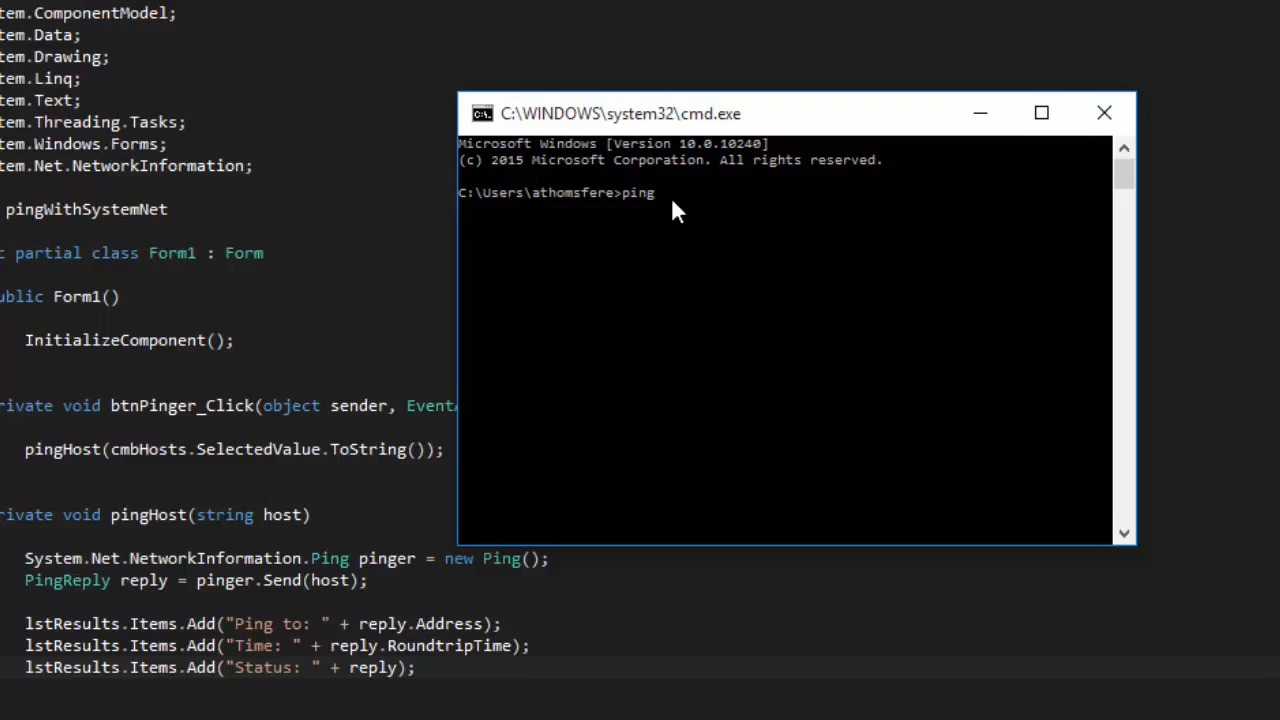 tem.ComponentModel;
tem.Data;
tem.Drawing;
tem.Linq;
tem.Text;
tem.Threading.Tasks;
tem.Windows.Forms;
tem.Net.NetworkInformation;
pingWithSystemNet
c partial class Form1 : Form
ublic Form1()
InitializeComponent();
rivate void btnPinger_Click(object sender, EventA
pingHost(cmbHosts.SelectedValue.ToString());
rivate void pingHost(string host)
System.Net.NetworkInformation.Ping pinger = new Ping();
PingReply reply = pinger.Send(host);
lstResults.Items.Add("Ping to: " + reply.Address);
lstResults.Items.Add("Time: " + reply.RoundtripTime);
lstResults.Items.Add("Status: " + reply);
C:\WINDOWS\system32\cmd.exe
Microsoft Windows [Version 10.0.10240]
(c) 2015 Microsoft Corporation. All rights reserved.
C:\Users\athomsfere>ping